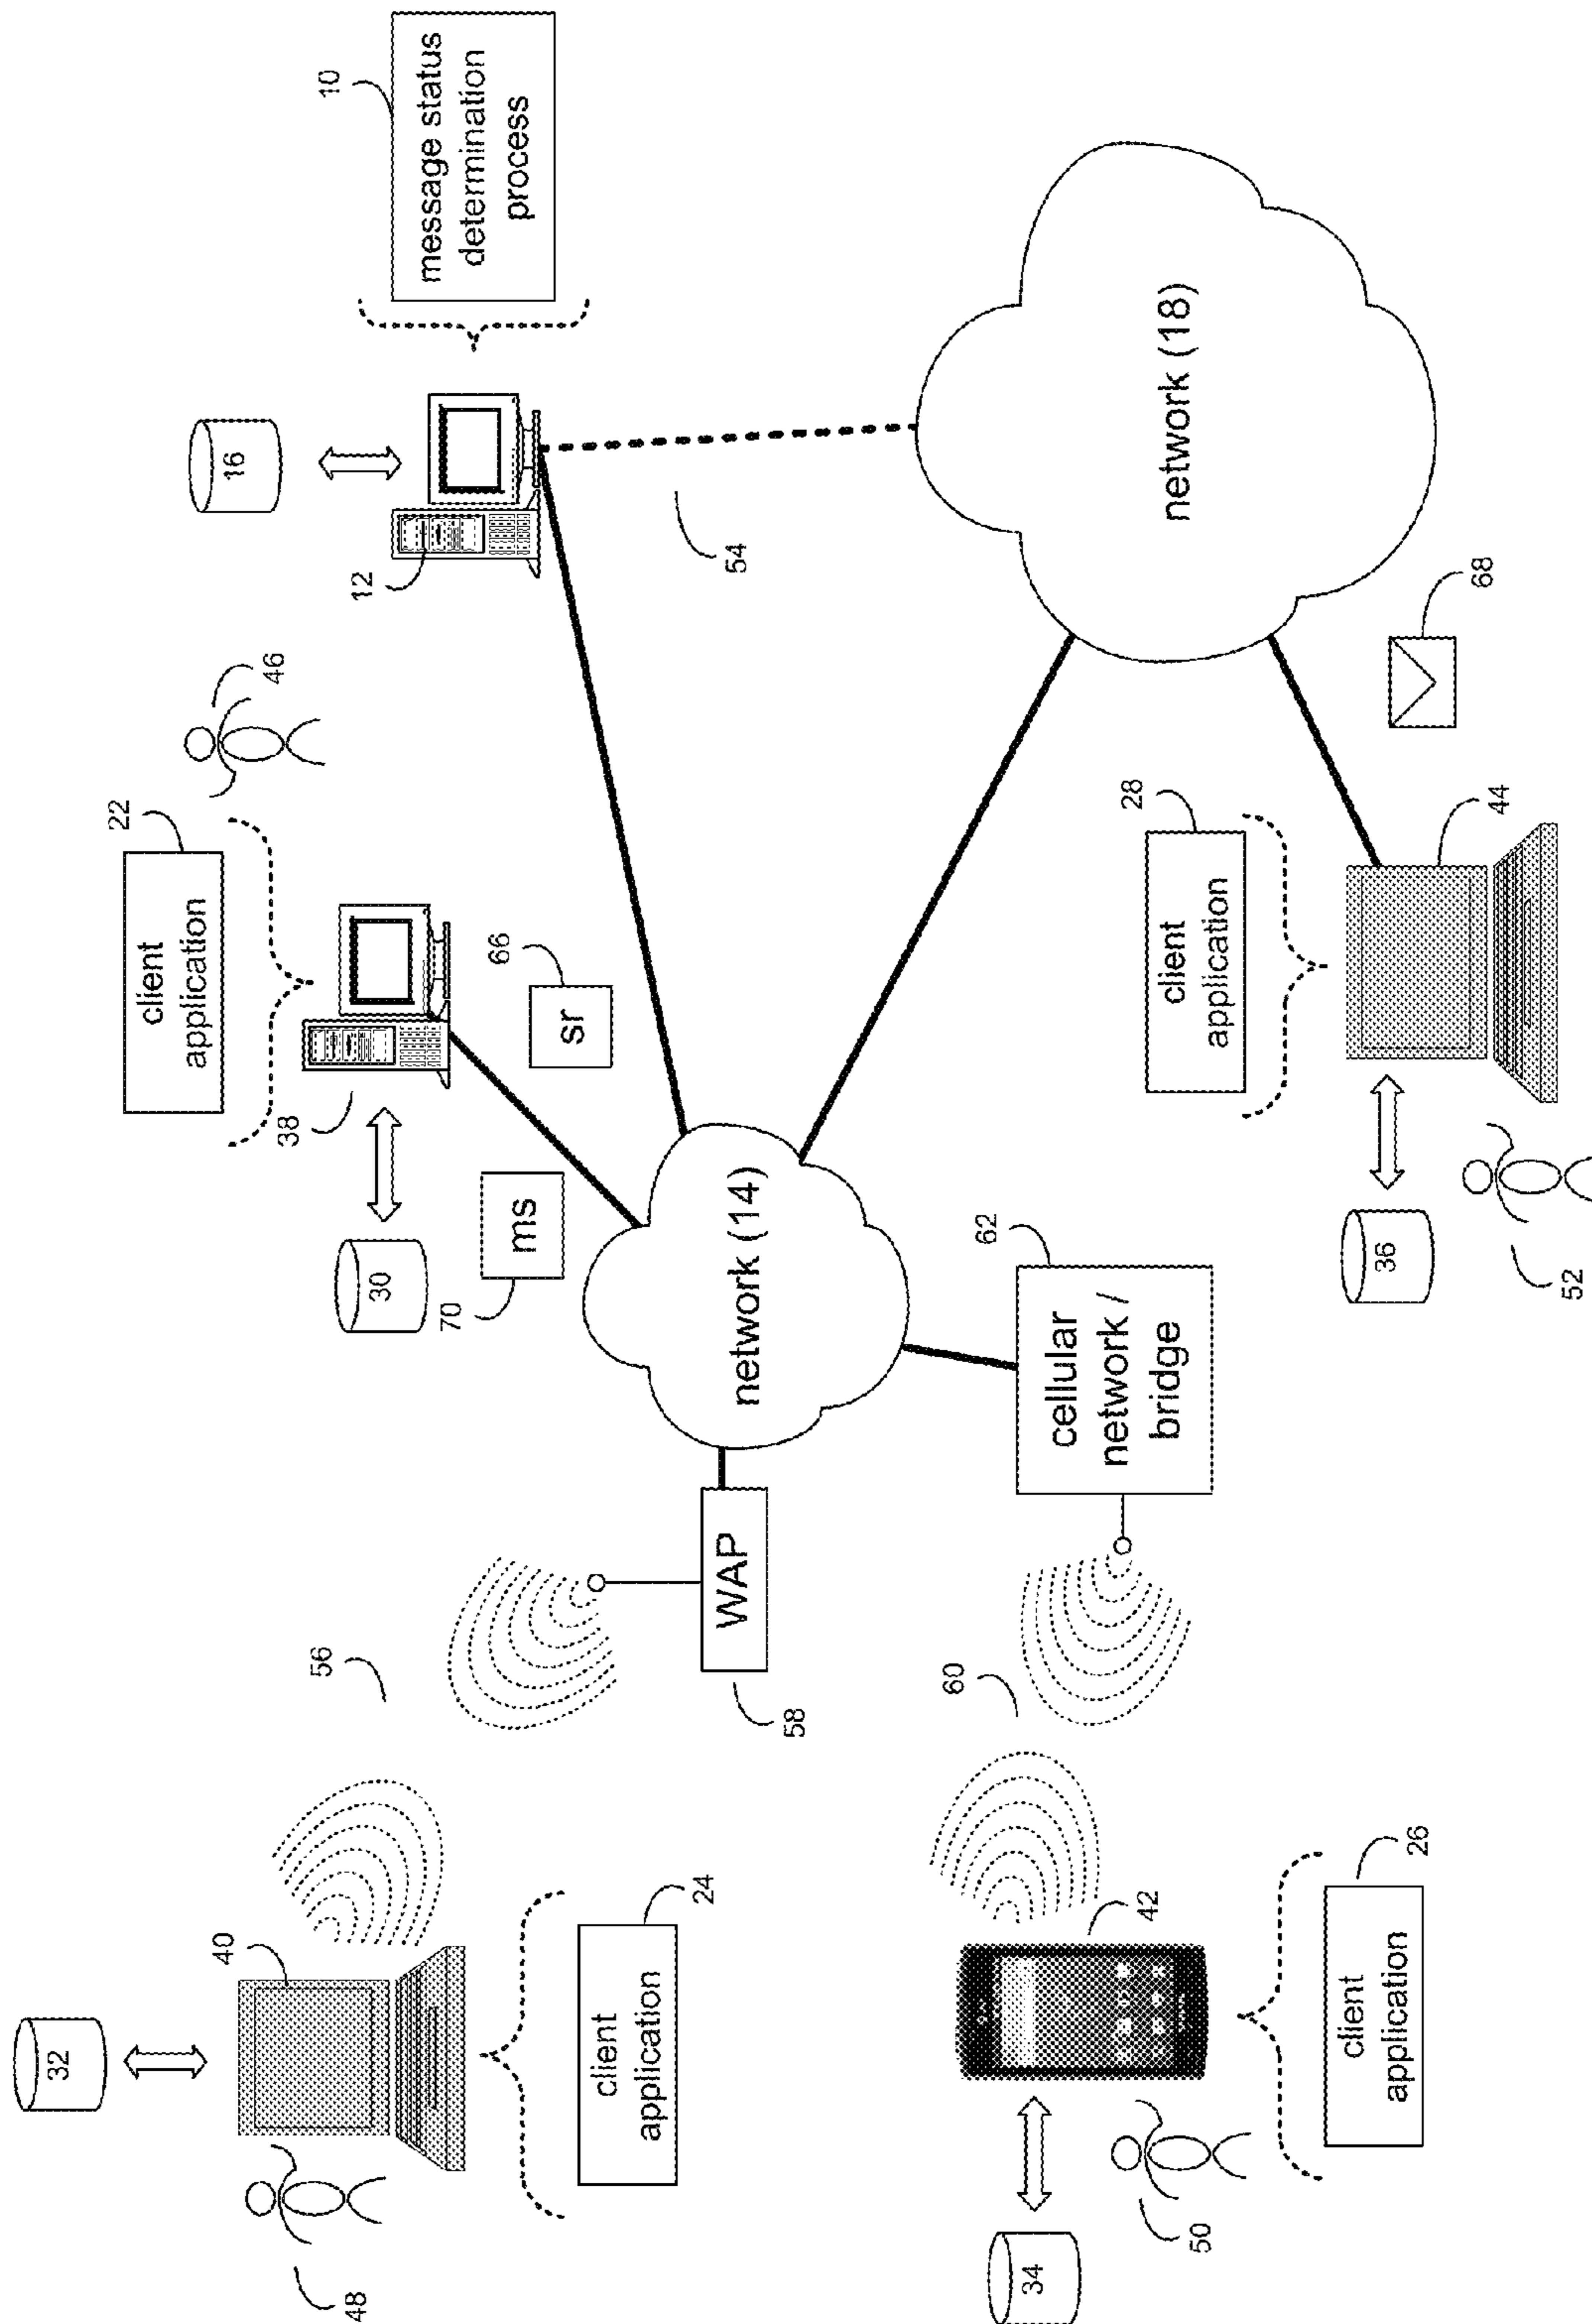 32
22
client
application
40
16
46
38
48
56
10
12
30
message status
determination
process
70
66
ms
sr
client
application
24
WAP
54
network (14)
58
60
62
34
cellular
network /
bridge
42
28
network (18)
50
client
application
client
application
26
36
44
68
52